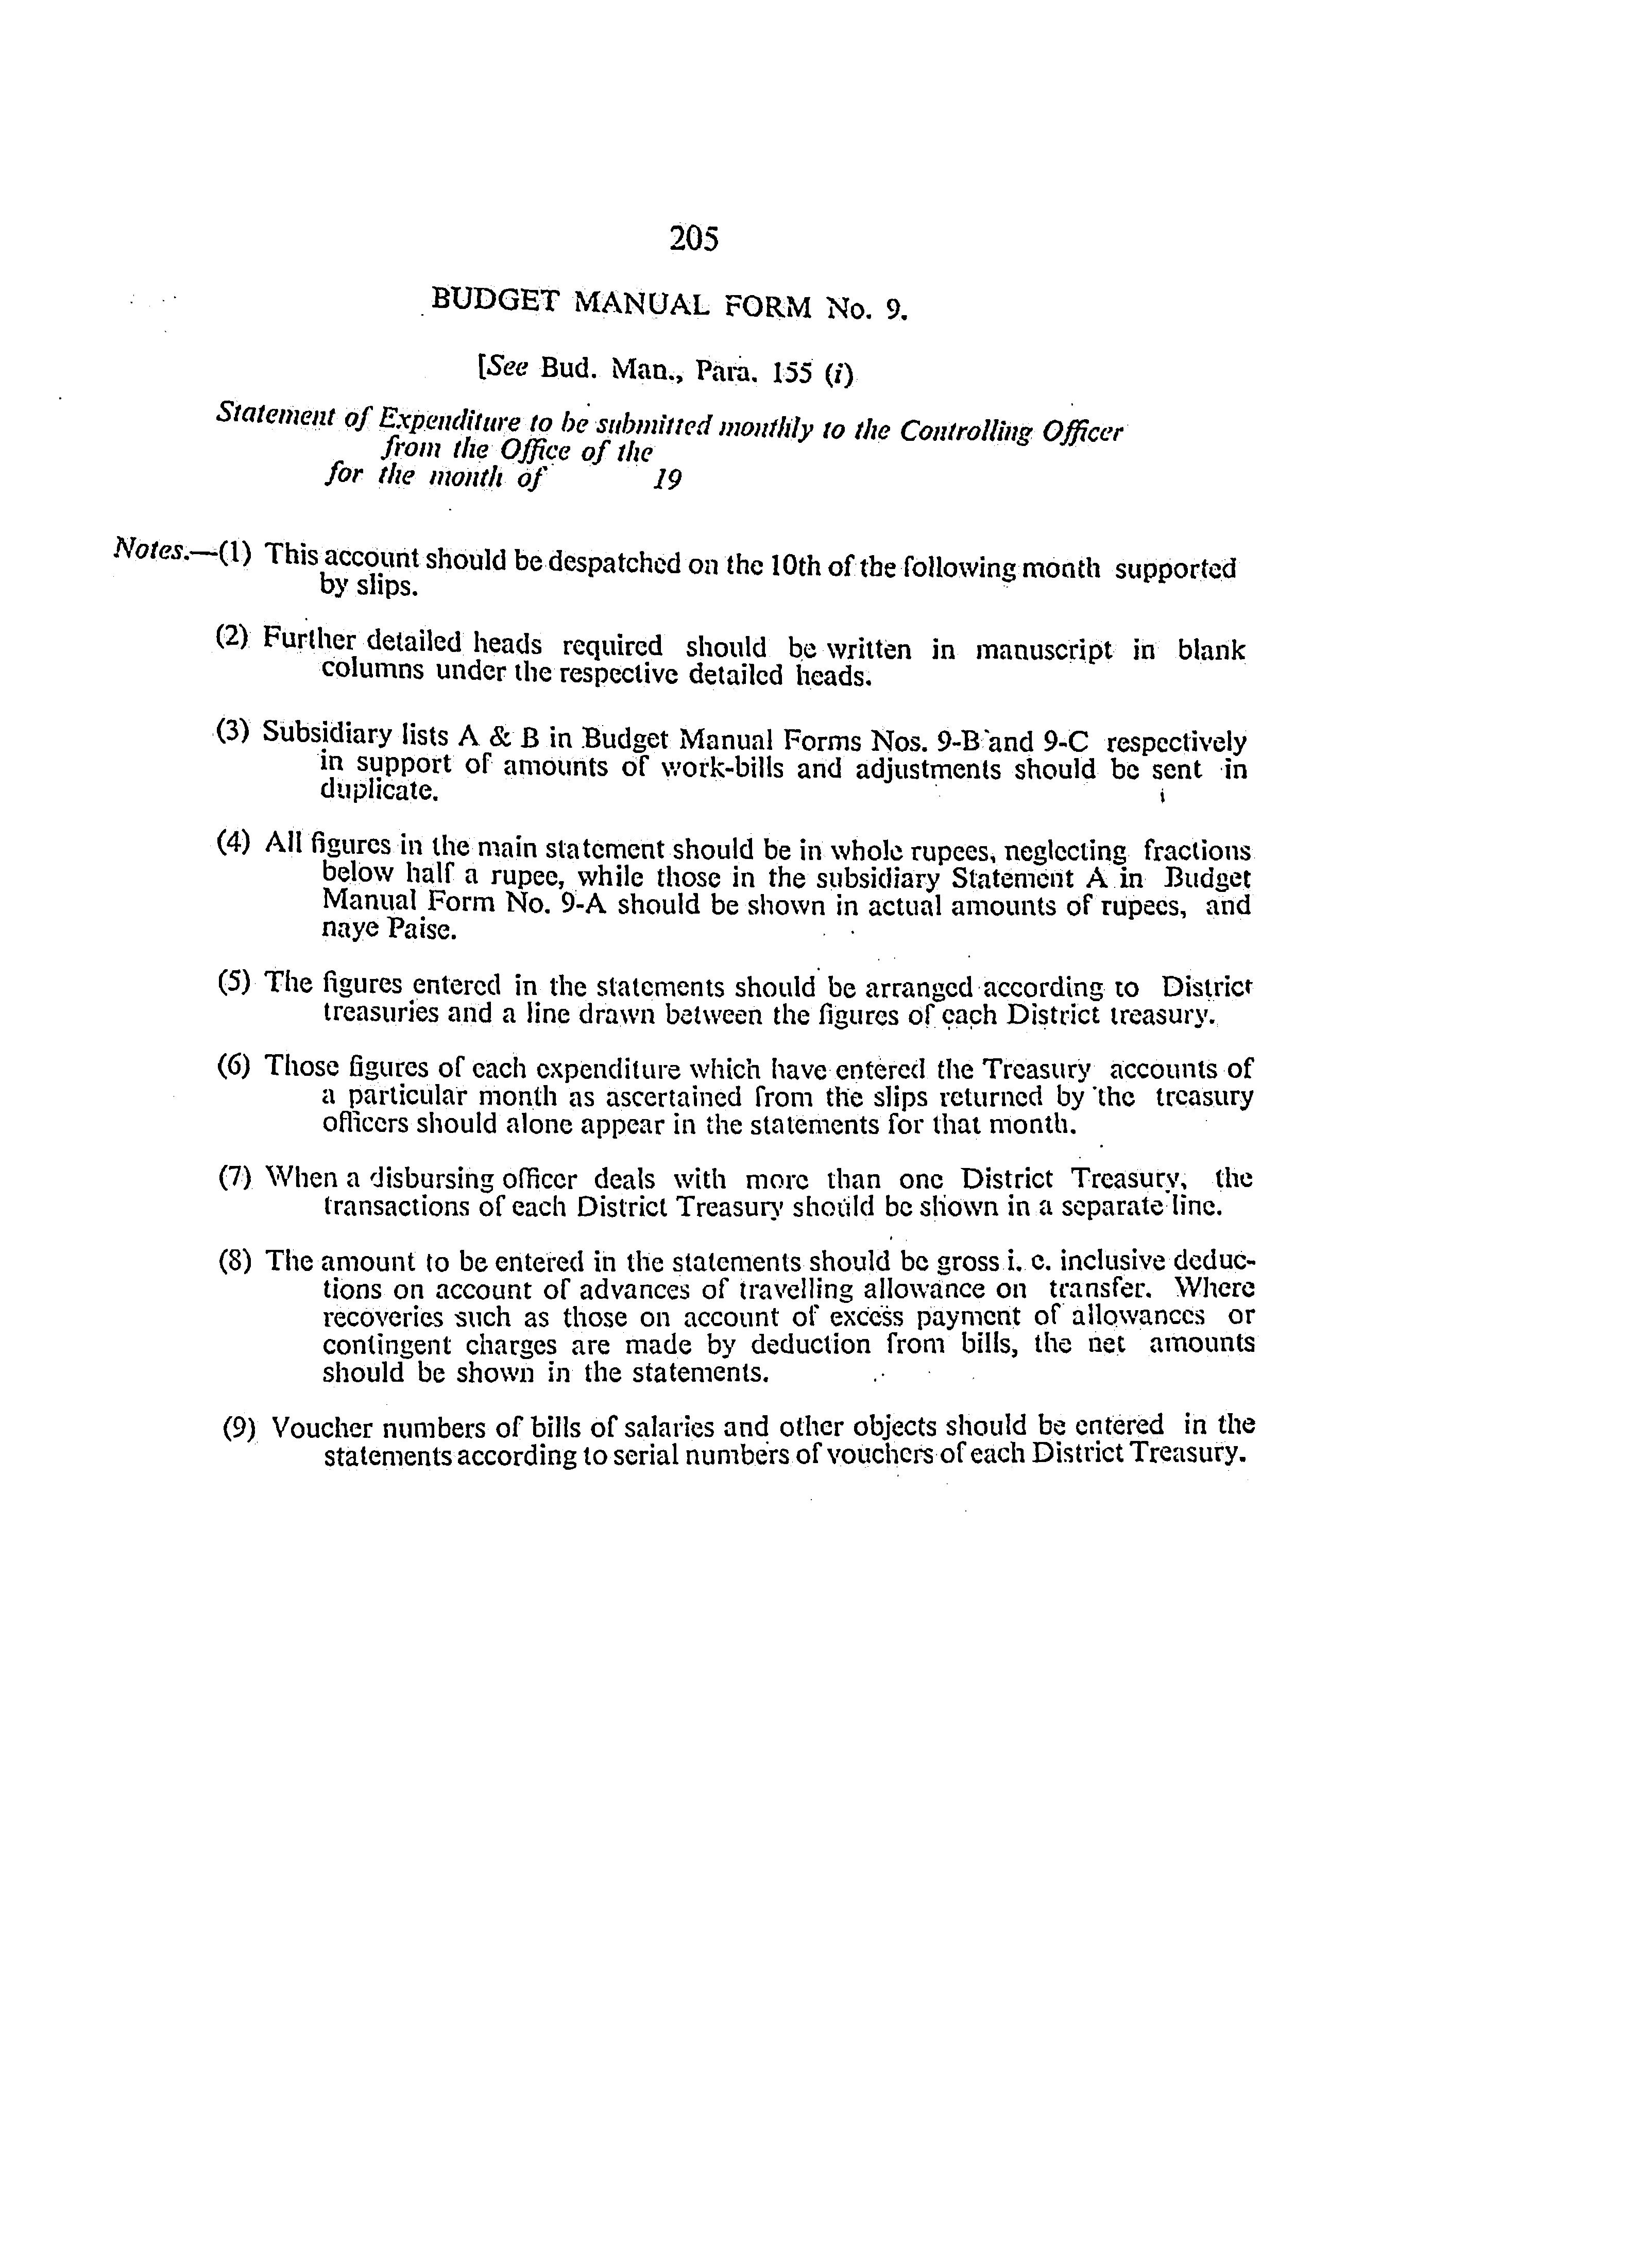 205
BUDGET MANUAL FORM No. 9.
[See Bud. Man., Para. 155 (i)
Statement of Expenditure to be submitted monthly to the Controlling Officer
from the Office of the
for the month of 19
Notes.—(1) This account should be despatched on the 10th of the following month supported
by slips.
(2) Further detailed heads required should be written in manuscript in blank
columns under the respective detailed heads.
(3) Subsidiary lists A & B in Budget Manual Forms Nos. 9-B and 9-C respectively
in support of amounts of work-bills and adjustments should be sent in
duplicate.
(4) All figures in the main statement should be in whole rupees, neglecting fractions
below half a rupee, while those in the subsidiary Statement A in Budget
Manual Form No. 9-A should be shown in actual amounts of rupees, and
naye Paise.
(5) The figures entered in the statements should be arranged according to District
treasuries and a line drawn between the figures of each District treasury.
(6) Those figures of each expenditure which have entered the Treasury accounts of
a particular month as ascertained from the slips returned by the treasury
officers should alone appear in the statements for that month.
(7) When a disbursing officer deals with more than one District Treasury, the
transactions of each District Treasury should be shown in a separate line.
(8) The amount to be entered in the statements should be gross i. e. inclusive deduc-
tions on account of advances of travelling allowance on transfer. Where
recoveries such as those on account of excess payment of allowances or
contingent charges are made by deduction from bills, the net amounts
should be shown in the statements.
(9) Voucher numbers of bills of salaries and other objects should be entered in the
statements according to serial numbers of vouchers of each District Treasury.